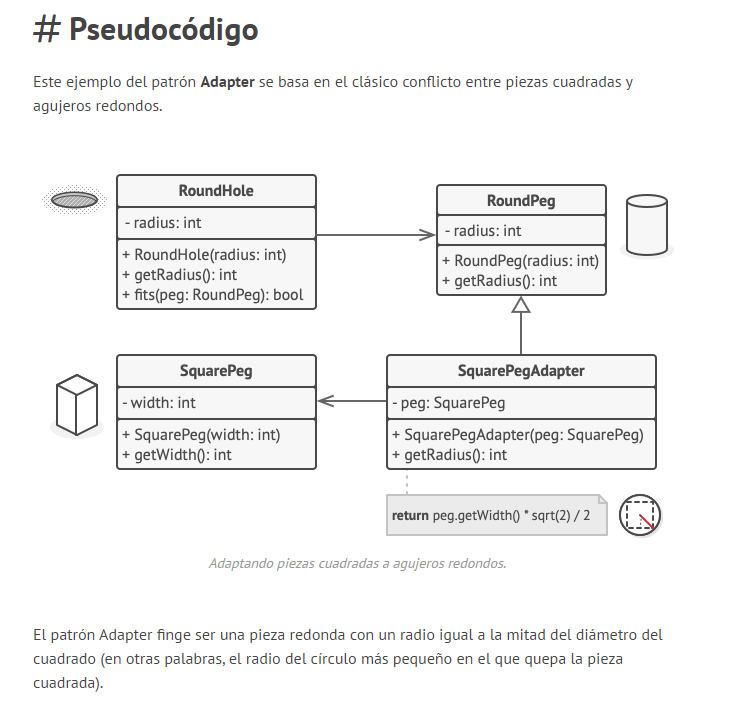 # Pseudocódigo
Este ejemplo del patrón Adapter se basa en el clásico conflicto entre piezas cuadradas y
agujeros redondos.
RoundHole
- radius: int
+ RoundHole(radius: int)
+ getRadius(): int
+ fits(peg: RoundPeg): bool
RoundPeg
- radius: int
+ RoundPeg(radius: int)
+ getRadius(): int
SquarePeg
- width: int
+ SquarePeg(width: int)
+ getWidth(): int
SquarePegAdapter
- peg: SquarePeg
+ SquarePegAdapter(peg: SquarePeg)
+ getRadius(): int
return peg.getWidth() * sqrt(2) / 2
Adaptando piezas cuadradas a agujeros redondos.
El patrón Adapter finge ser una pieza redonda con un radio igual a la mitad del diámetro del
cuadrado (en otras palabras, el radio del círculo más pequeño en el que quepa la pieza
cuadrada).